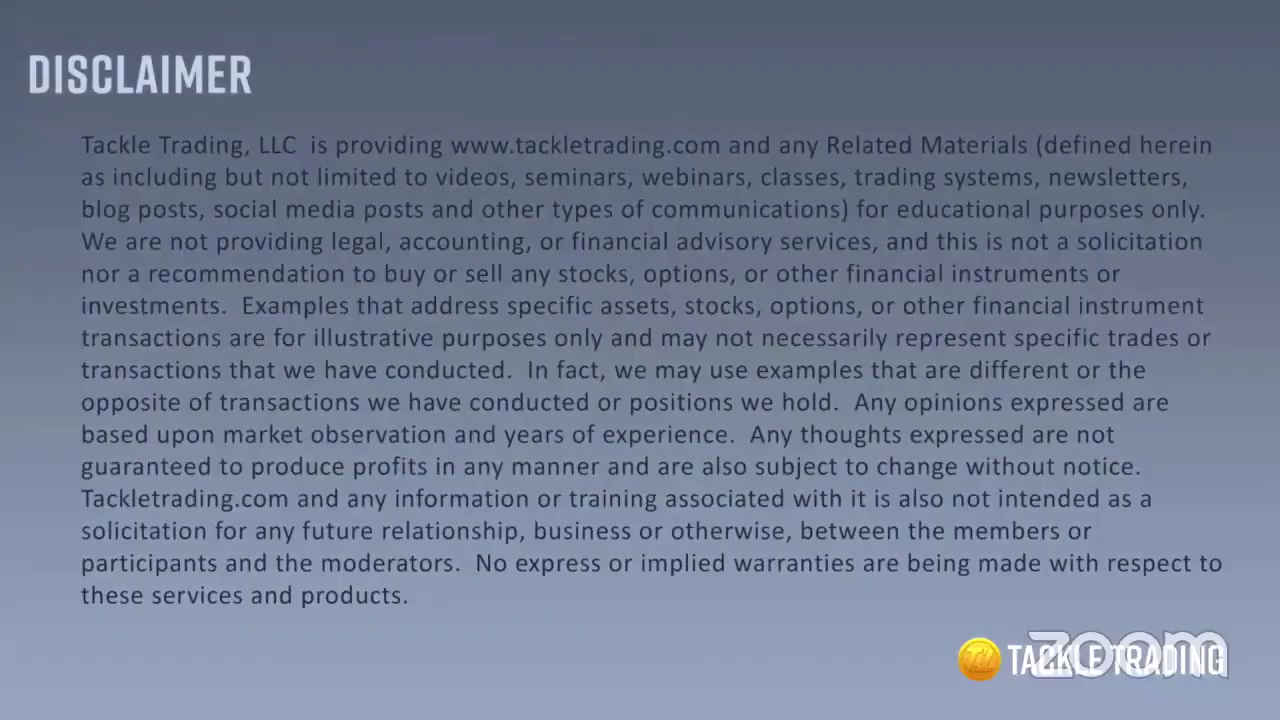 DISCLAIMER
Tackle Trading, LLC  is providing www.tackletrading.com and any Related Materials (defined herein
as including but not limited to videos, seminars, webinars, classes, trading systems, newsletters,
blog posts, social media posts and other types of communications) for educational purposes only.
We are not providing legal, accounting, or financial advisory services, and this is not a solicitation
nor a recommendation to buy or sell any stocks, options, or other financial instruments or
investments.  Examples that address specific assets, stocks, options, or other financial instrument
transactions are for illustrative purposes only and may not necessarily represent specific trades or
transactions that we have conducted.  In fact, we may use examples that are different or the
opposite of transactions we have conducted or positions we hold.  Any opinions expressed are
based upon market observation and years of experience.  Any thoughts expressed are not
guaranteed to produce profits in any manner and are also subject to change without notice.
Tackletrading.com and any information or training associated with it is also not intended as a
solicitation for any future relationship, business or otherwise, between the members or
participants and the moderators.  No express or implied warranties are being made with respect to
these services and products.
TACKLE TRADING
zoom